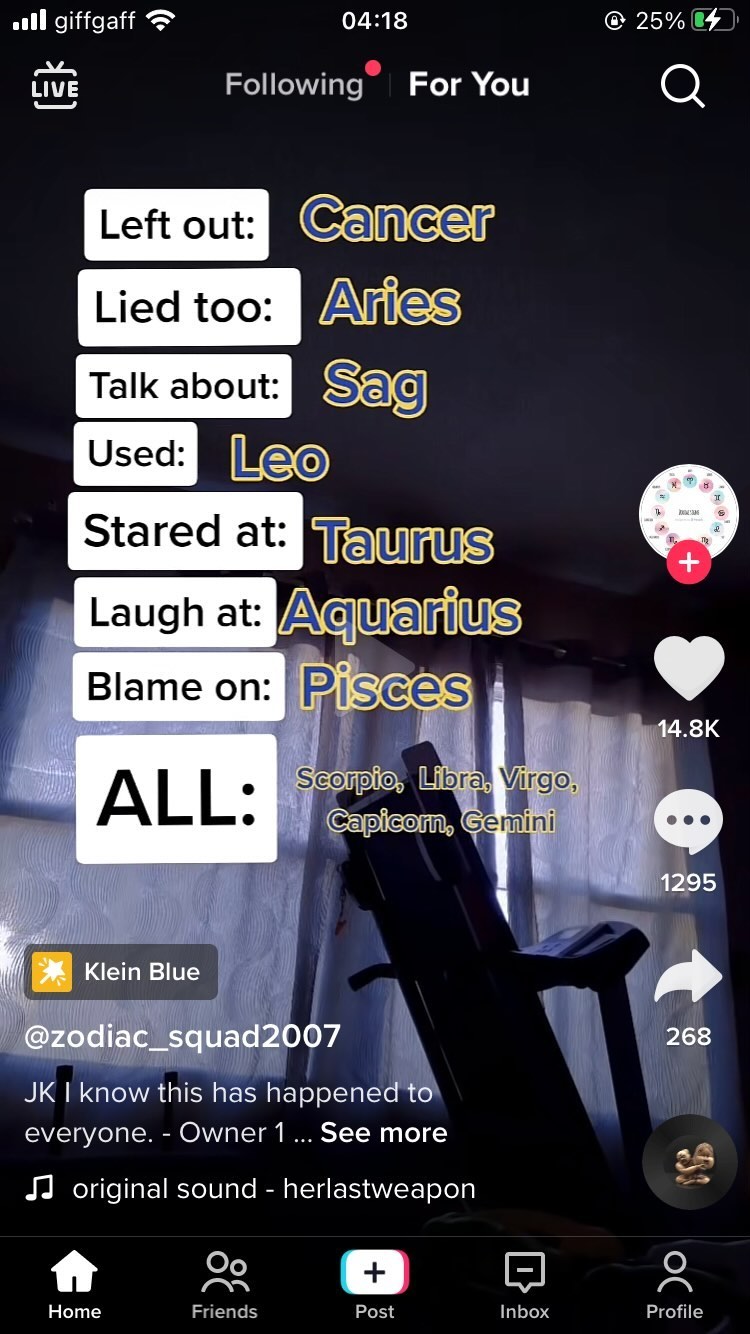 giffgaff 04:18 25%
LIVE Following For You
Left out: Cancer
Lied too: Aries
Talk about: Sag
Used: Leo
Stared at: Taurus
Laugh at: Aquarius
Blame on: Pisces
ALL: Scorpio, Libra, Virgo,
Capicorn, Gemini
14.8K
1295
268
Klein Blue
@zodiac_squad2007
JK I know this has happened to
everyone. - Owner 1 ... See more
original sound - herlastweapon
Home Friends Post Inbox Profile